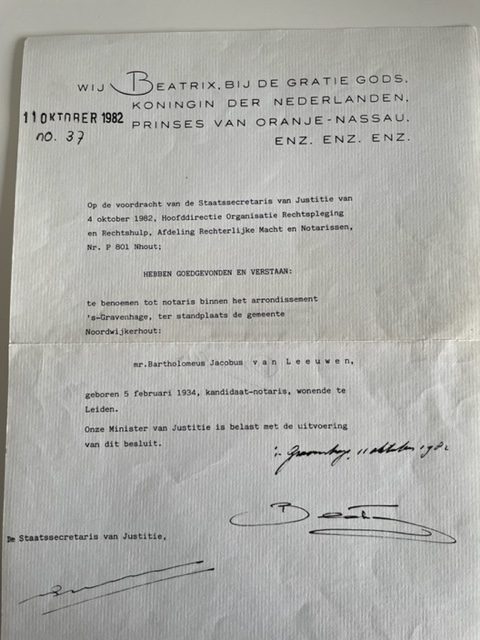 WIJ BEATRIX, BIJ DE GRATIE GODS,
KONINGIN DER NEDERLANDEN,
11 OKTOBER 1982
PRINSES VAN ORANJE-NASSAU.
no. 37
ENZ. ENZ. ENZ.
Op de voordracht van de Staatssecretaris van Justitie van
4 oktober 1982, Hoofddirectie Organisatie Rechtspleging
en Rechtshulp, Afdeling Rechterlijke Macht en Notarissen,
Nr. P 801 Nhout;
HEBBEN GOEDGEVONDEN EN VERSTAAN:
te benoemen tot notaris binnen het arrondissement
's-Gravenhage, ter standplaats de gemeente
Noordwijkerhout:
mr.Bartholomeus Jacobus v a n L e e u w e n,
geboren 5 februari 1934, kandidaat-notaris, wonende te
Leiden.
Onze Minister van Justitie is belast met de uitvoering
van dit besluit.
's Gravenhage, 11 oktober 1982
Beatrix
De Staatssecretaris van Justitie,